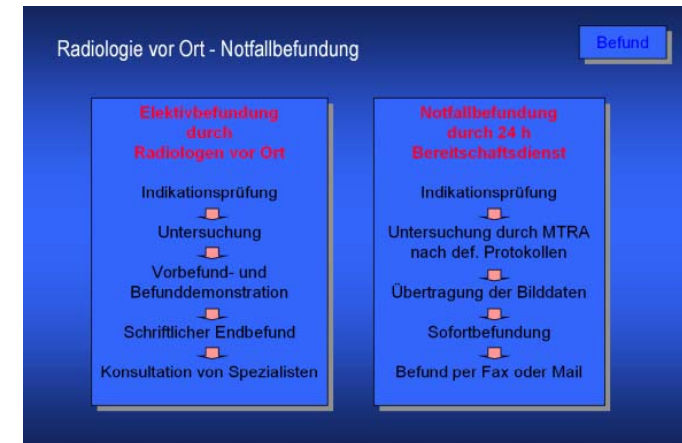 Radiologie vor Ort - Notfallbefundung
Befund
Elektivbefundung
durch
Radiologen vor Ort
Indikationsprüfung
Untersuchung
Vorbefund- und
Befunddemonstration
Schriftlicher Endbefund
Konsultation von Spezialisten
Notfallbefundung
durch 24 h
Bereitschaftsdienst
Indikationsprüfung
Untersuchung durch MTRA
nach def. Protokollen
Übertragung der Bilddaten
Sofortbefundung
Befund per Fax oder Mail